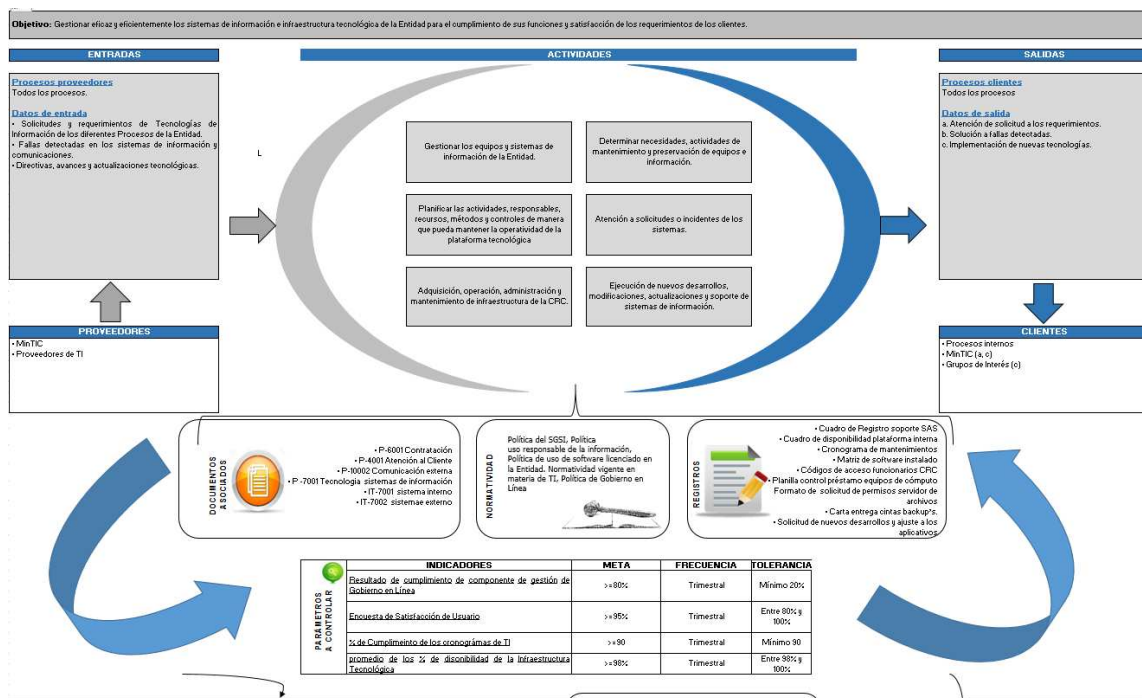 Objetivo: Gestionar eficaz y eficientemente los sistemas de información e infraestructura tecnológica de la Entidad para el cumplimiento de sus funciones y satisfacción de los requerimientos de los clientes.
ENTRADAS
Procesos proveedores
Todos los procesos.
Datos de entrada
• Solicitudes y requerimientos de Tecnologías de
Información de los diferentes Procesos de la Entidad.
• Fallas detectadas en los sistemas de información y
comunicaciones.
• Directivas, avances y actualizaciones tecnológicas.
PROVEEDORES
• MinTIC
• Proveedores de TI
L
ACTIVIDADES
Gestionar los equipos y sistemas de
información de la Entidad.
Determinar necesidades, actividades de
mantenimiento y preservación de equipos e
información.
Planificar las actividades, responsables,
recursos, métodos y controles de manera
que pueda mantener la operatividad de la
plataforma tecnológica
Atención a solicitudes o incidentes de los
sistemas.
Adquisición, operación, administración y
mantenimiento de infraestructura de la CRC.
Ejecución de nuevos desarrollos,
modificaciones, actualizaciones y soporte de
sistemas de información.
SALIDAS
Procesos clientes
Todos los procesos
Datos de salida
a. Atención de solicitud a los requerimientos.
b. Solución a fallas detectadas.
c. Implementación de nuevas tecnologías.
CLIENTES
• Procesos internos
• MinTIC (a, c)
• Grupos de Interés (c)
DOCUMENTOS
ASOCIADOS
• P-6001 Contratación
• P-4001 Atención al Cliente
• P-10002 Comunicación externa
• P -7001 Tecnologia sistemas de información
• IT-7001 sistema interno
• IT-7002 sistemae externo
NORMATIVIDAD
Política del SGSI, Política
uso responsable de la información,
Política de uso de software licenciado en
la Entidad. Normatividad vigente en
materia de TI, Política de Gobierno en
Línea
REGISTROS
• Cuadro de Registro soporte SAS
• Cuadro de disponibilidad plataforma interna
• Cronograma de mantenimientos
• Matriz de software instalado
• Códigos de acceso funcionarios CRC
• Planilla control préstamo equipos de cómputo
Formato de solicitud de permisos servidor de
archivos
• Carta entrega cintas backup's.
• Solicitud de nuevos desarrollos y ajuste a los
aplicativos
PARÁMETROS
A CONTROLAR
INDICADORES META FRECUENCIA TOLERANCIA
Resultado de cumplimiento de componente de gestión de
Gobierno en Línea >=80% Trimestral Mínimo 20%
Encuesta de Satisfacción de Usuario >=95% Trimestral Entre 80% y
100%
% de Cumplimeinto de los cronográmas de TI >=90 Trimestral Mínimo 90
promedio de los % de disonibilidad de la Infraestructura
Tecnológica >=98% Trimestral Entre 98% y
100%